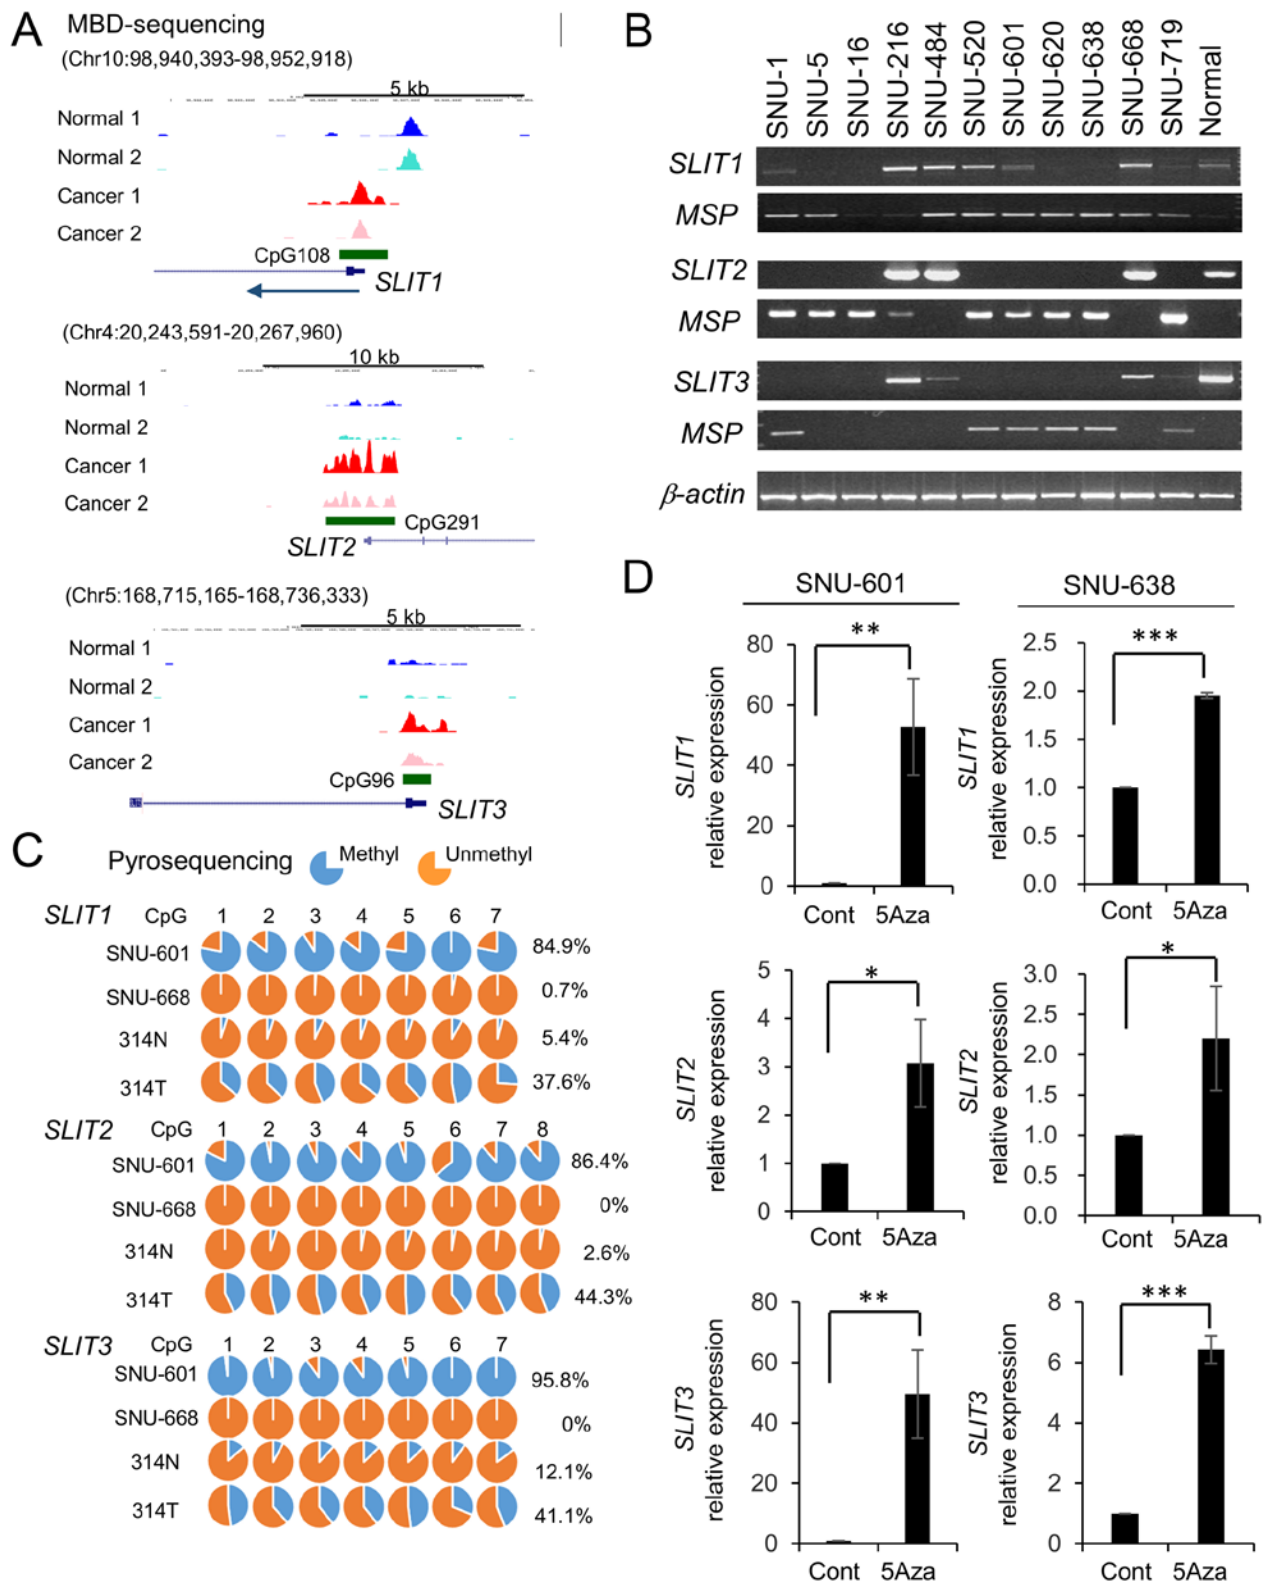 A MBD-sequencing
(Chr10:98,940,393-98,952,918)
5 kb
Normal 1
Normal 2
Cancer 1
Cancer 2
CpG108
SLIT1
(Chr4:20,243,591-20,267,960)
10 kb
Normal 1
Normal 2
Cancer 1
Cancer 2
CpG291
SLIT2
(Chr5:168,715,165-168,736,333)
5 kb
Normal 1
Normal 2
Cancer 1
Cancer 2
CpG96
SLIT3
B
SNU-1 SNU-5 SNU-16 SNU-216 SNU-484 SNU-520 SNU-601 SNU-620 SNU-638 SNU-668 SNU-719 Normal
SLIT1
MSP
SLIT2
MSP
SLIT3
MSP
β-actin
C Pyrosequencing Methyl Unmethyl
SLIT1 CpG 1 2 3 4 5 6 7
SNU-601 84.9%
SNU-668 0.7%
314N 5.4%
314T 37.6%
SLIT2 CpG 1 2 3 4 5 6 7 8
SNU-601 86.4%
SNU-668 0%
314N 2.6%
314T 44.3%
SLIT3 CpG 1 2 3 4 5 6 7
SNU-601 95.8%
SNU-668 0%
314N 12.1%
314T 41.1%
D
SNU-601
SNU-638
SLIT1
relative expression
80
60
40
20
0
**
Cont 5Aza
SLIT1
relative expression
2.5
2.0
1.5
1.0
0.5
0.0
***
Cont 5Aza
SLIT2
relative expression
5
4
3
2
1
0
*
Cont 5Aza
SLIT2
relative expression
3.0
2.5
2.0
1.5
1.0
0.5
0.0
*
Cont 5Aza
SLIT3
relative expression
80
60
40
20
0
**
Cont 5Aza
SLIT3
relative expression
8
6
4
2
0
***
Cont 5Aza